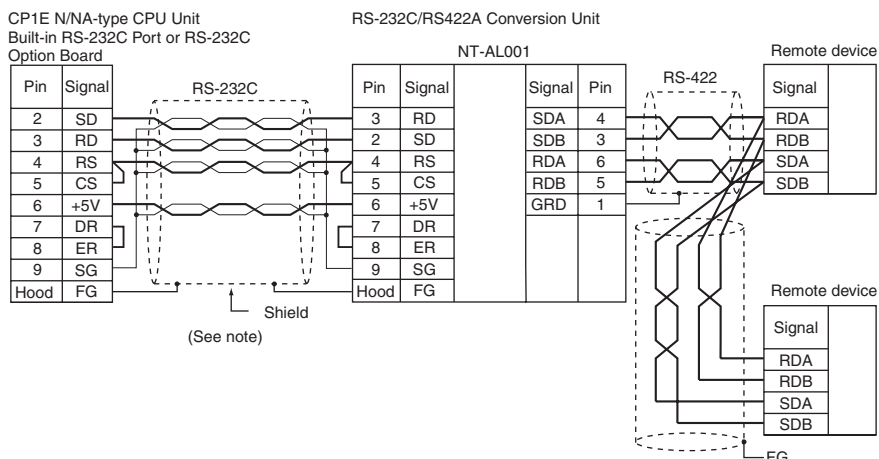 CP1E N/NA-type CPU Unit
Built-in RS-232C Port or RS-232C
Option Board
RS-232C/RS422A Conversion Unit
NT-AL001
Remote device
Pin Signal
RS-232C
Pin Signal
Signal Pin
RS-422
Signal
2 SD
3 RD
SDA 4
RDA
3 RD
2 SD
SDB 3
RDB
4 RS
4 RS
RDA 6
SDA
5 CS
5 CS
RDB 5
SDB
6 +5V
6 +5V
GRD 1
7 DR
7 DR
8 ER
8 ER
9 SG
9 SG
Hood FG
Hood FG
Shield
(See note)
Remote device
Signal
RDA
RDB
SDA
SDB
FG